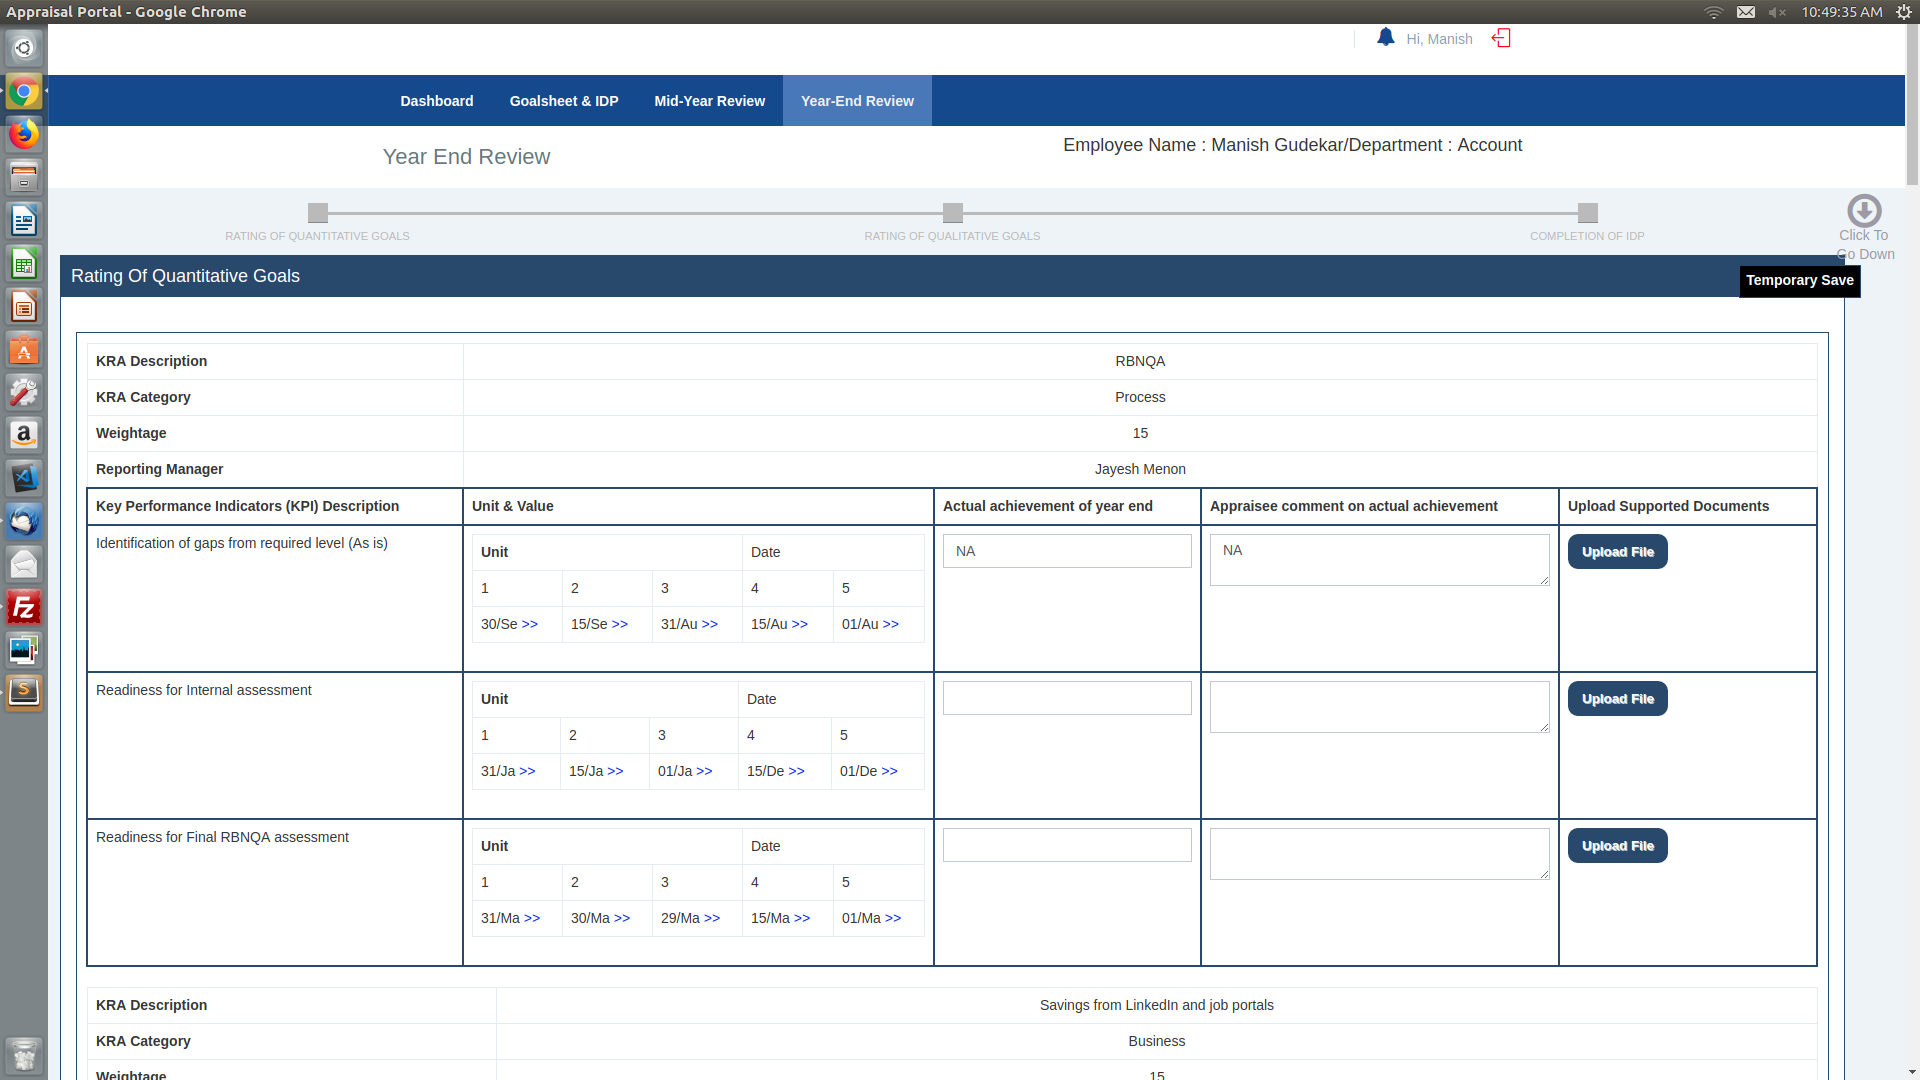 Appraisal Portal - Google Chrome
10:49:35 AM
Hi, Manish
Dashboard Goalsheet & IDP Mid-Year Review Year-End Review
Year End Review
Employee Name : Manish Gudekar/Department : Account
RATING OF QUANTITATIVE GOALS
RATING OF QUALITATIVE GOALS
COMPLETION OF IDP
Click To
Go Down
Rating Of Quantitative Goals
Temporary Save
KRA Description RBNQA
KRA Category Process
Weightage 15
Reporting Manager Jayesh Menon
Key Performance Indicators (KPI) Description Unit & Value Actual achievement of year end Appraisee comment on actual achievement Upload Supported Documents
Identification of gaps from required level (As is)
Unit Date
NA
NA
Upload File
1 2 3 4 5
30/Se >> 15/Se >> 31/Au >> 15/Au >> 01/Au >>
Readiness for Internal assessment
Unit Date
Upload File
1 2 3 4 5
31/Ja >> 15/Ja >> 01/Ja >> 15/De >> 01/De >>
Readiness for Final RBNQA assessment
Unit Date
Upload File
1 2 3 4 5
31/Ma >> 30/Ma >> 29/Ma >> 15/Ma >> 01/Ma >>
KRA Description Savings from LinkedIn and job portals
KRA Category Business
Weightage 15